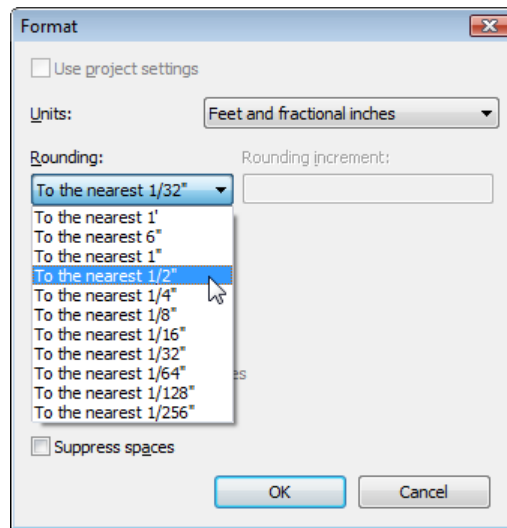 Format
Use project settings
Units: Feet and fractional inches
Rounding: Rounding increment:
To the nearest 1/32"
To the nearest 1'
To the nearest 6"
To the nearest 1"
To the nearest 1/2"
To the nearest 1/4"
To the nearest 1/8"
To the nearest 1/16"
To the nearest 1/32"
To the nearest 1/64"
To the nearest 1/128"
To the nearest 1/256"
Suppress spaces
OK Cancel